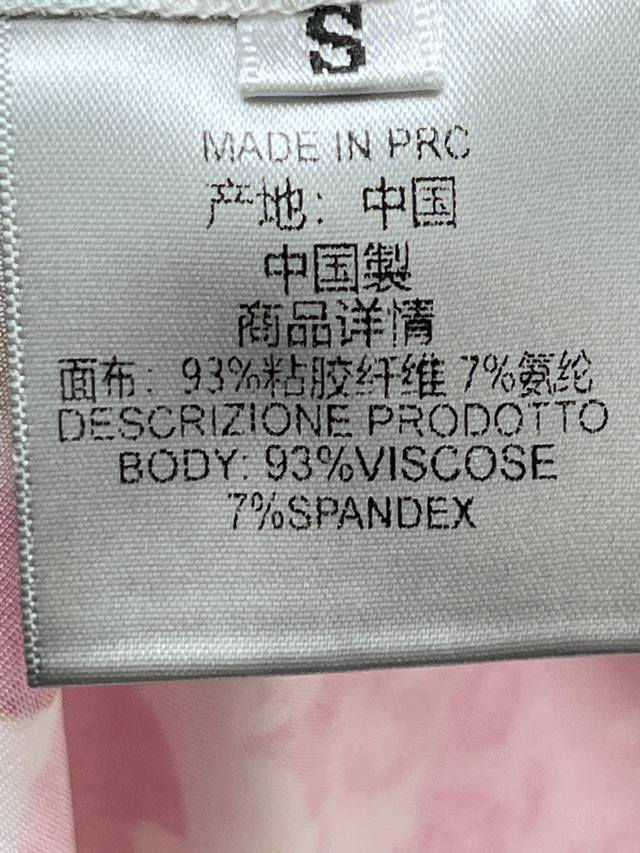 S
MADE IN PRC
产地：中国
中国製
商品详情
面布：93%粘胶纤维 7%氨纶
DESCRIZIONE PRODOTTO
BODY: 93%VISCOSE
7%SPANDEX